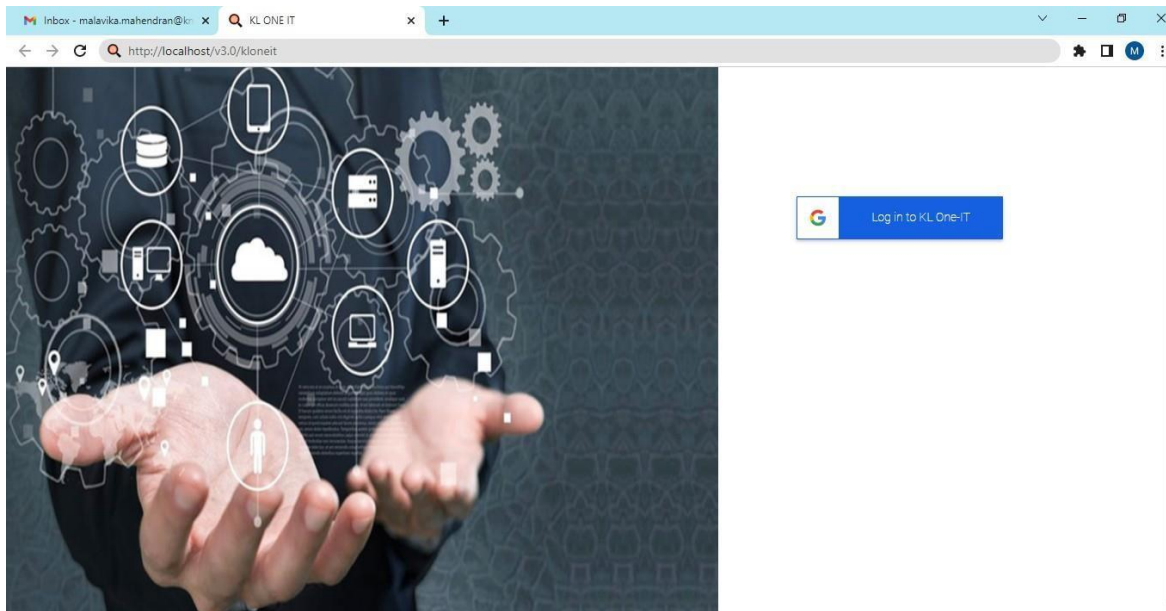 Inbox - malavika.mahendran@kn
KL ONE IT
http://localhost/v3.0/kloneit
M
G
Log in to KL One-IT